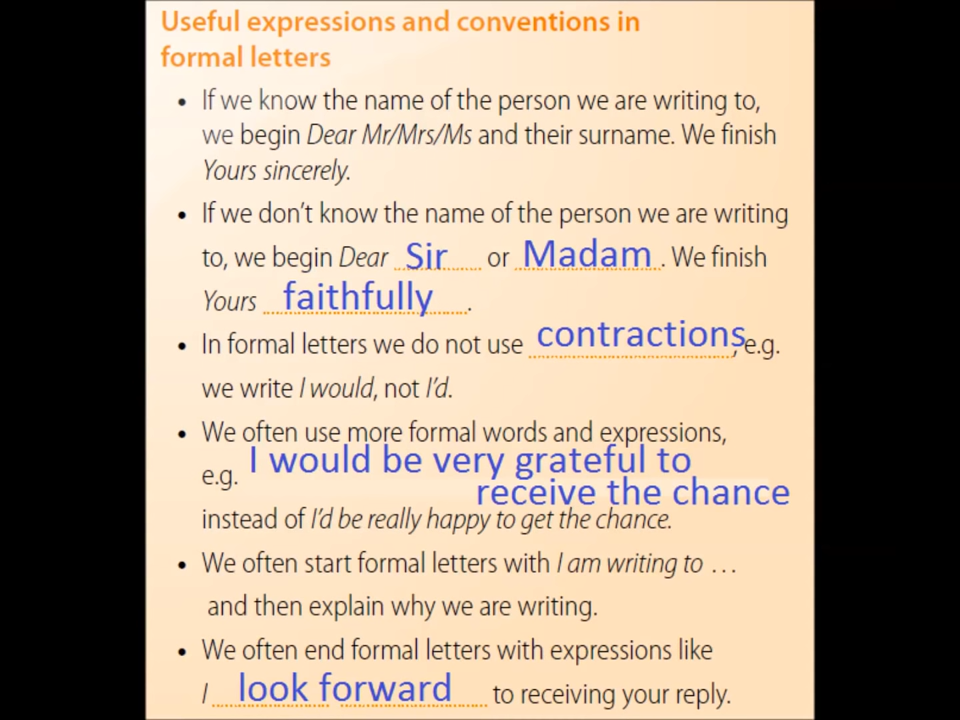 Useful expressions and conventions in
formal letters
• If we know the name of the person we are writing to,
we begin Dear Mr/Mrs/Ms and their surname. We finish
Yours sincerely.
• If we don't know the name of the person we are writing
to, we begin Dear Sir or Madam. We finish
Yours faithfully.
• In formal letters we do not use contractions, e.g.
we write I would, not I'd.
• We often use more formal words and expressions,
e.g. I would be very grateful to
receive the chance
instead of I'd be really happy to get the chance.
• We often start formal letters with I am writing to …
and then explain why we are writing.
• We often end formal letters with expressions like
I look forward to receiving your reply.